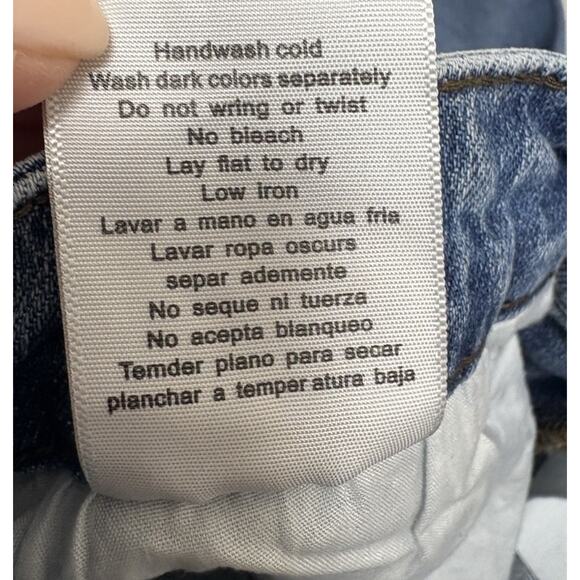 Handwash cold
Wash dark colors separately
Do not wring or twist
No bleach
Lay flat to dry
Low iron
Lavar a mano en agua fria
Lavar ropa oscurs
separ ademente
No seque ni tuerza
No acepta blanqueo
Temder plano para secar
planchar a temper atura baja